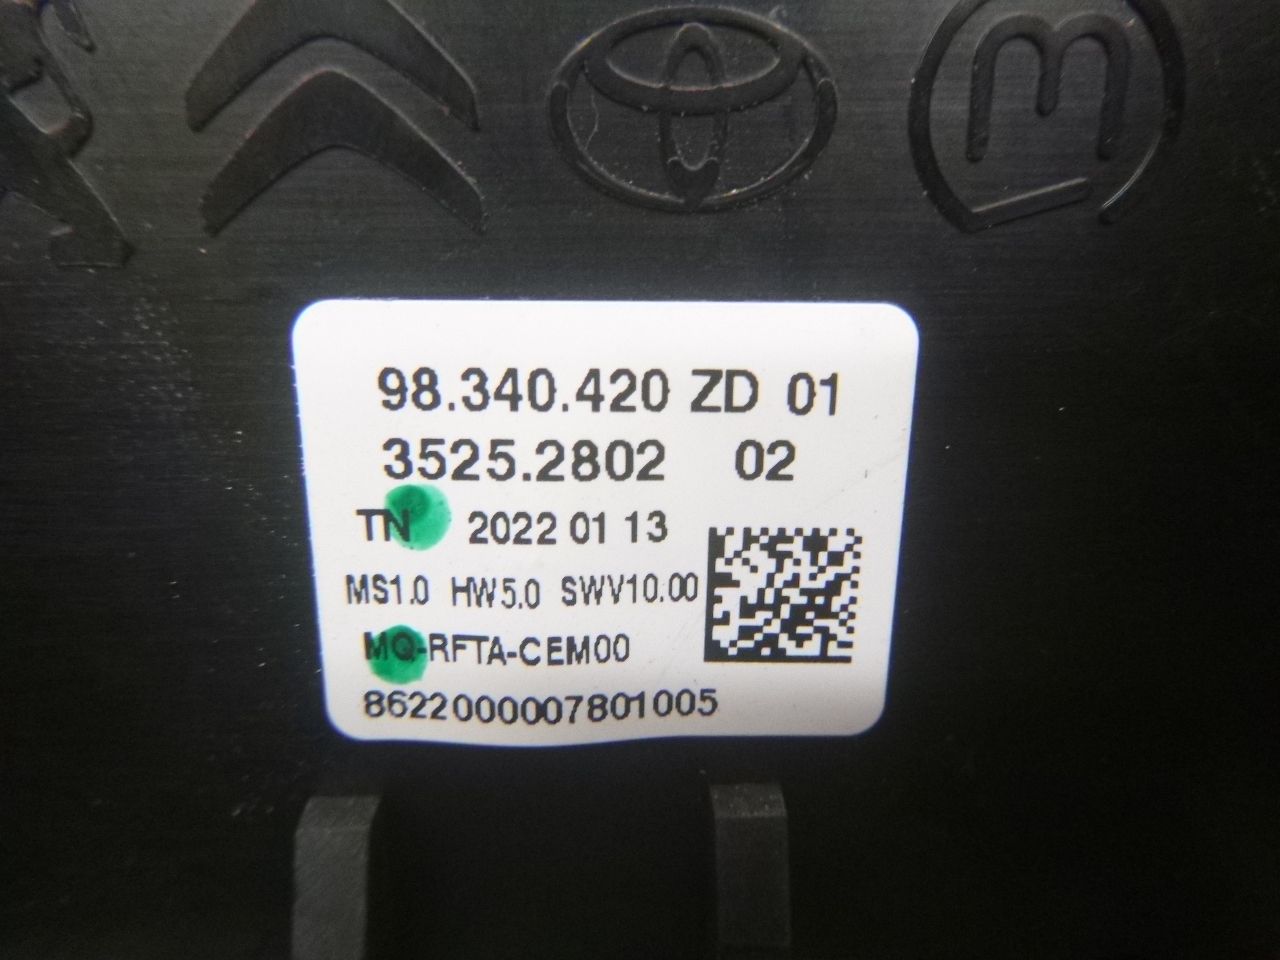 98.340.420 ZD 01
3525.2802 02
TN 2022 01 13
MS1.0 HW5.0 SWV10.00
MQ-RFTA-CEM00
8622000007801005